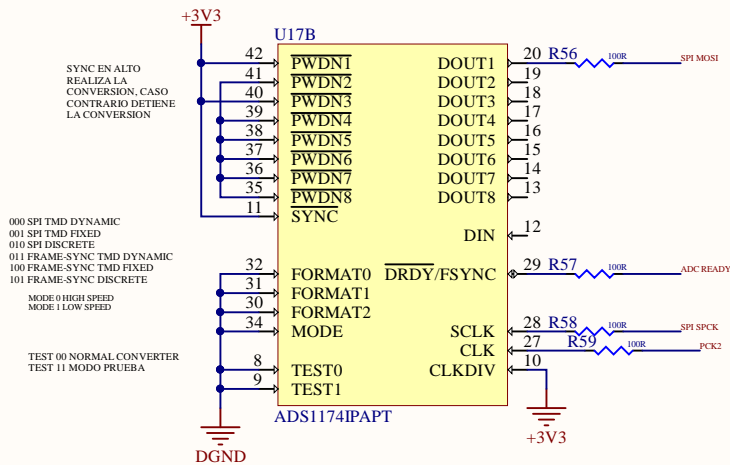 +3V3
U17B
SYNC EN ALTO
REALIZA LA
CONVERSION, CASO
CONTRARIO DETIENE
LA CONVERSION
42 PWDN1
41 PWDN2
40 PWDN3
39 PWDN4
38 PWDN5
37 PWDN6
36 PWDN7
35 PWDN8
11 SYNC
DOUT1 20 R56 100R SPI MOSI
DOUT2 19
DOUT3 18
DOUT4 17
DOUT5 16
DOUT6 15
DOUT7 14
DOUT8 13
DIN 12
000 SPI TMD DYNAMIC
001 SPI TMD FIXED
010 SPI DISCRETE
011 FRAME-SYNC TMD DYNAMIC
100 FRAME-SYNC TMD FIXED
101 FRAME-SYNC DISCRETE
MODE 0 HIGH SPEED
MODE 1 LOW SPEED
TEST 00 NORMAL CONVERTER
TEST 11 MODO PRUEBA
32 FORMAT0
31 FORMAT1
30 FORMAT2
34 MODE
8 TEST0
9 TEST1
DRDY/FSYNC 29 R57 100R ADC READY
SCLK 28 R58 100R SPI SPCK
CLK 27 R59 100R PCK2
CLKDIV 10
ADS1174IPAPT
+3V3
DGND